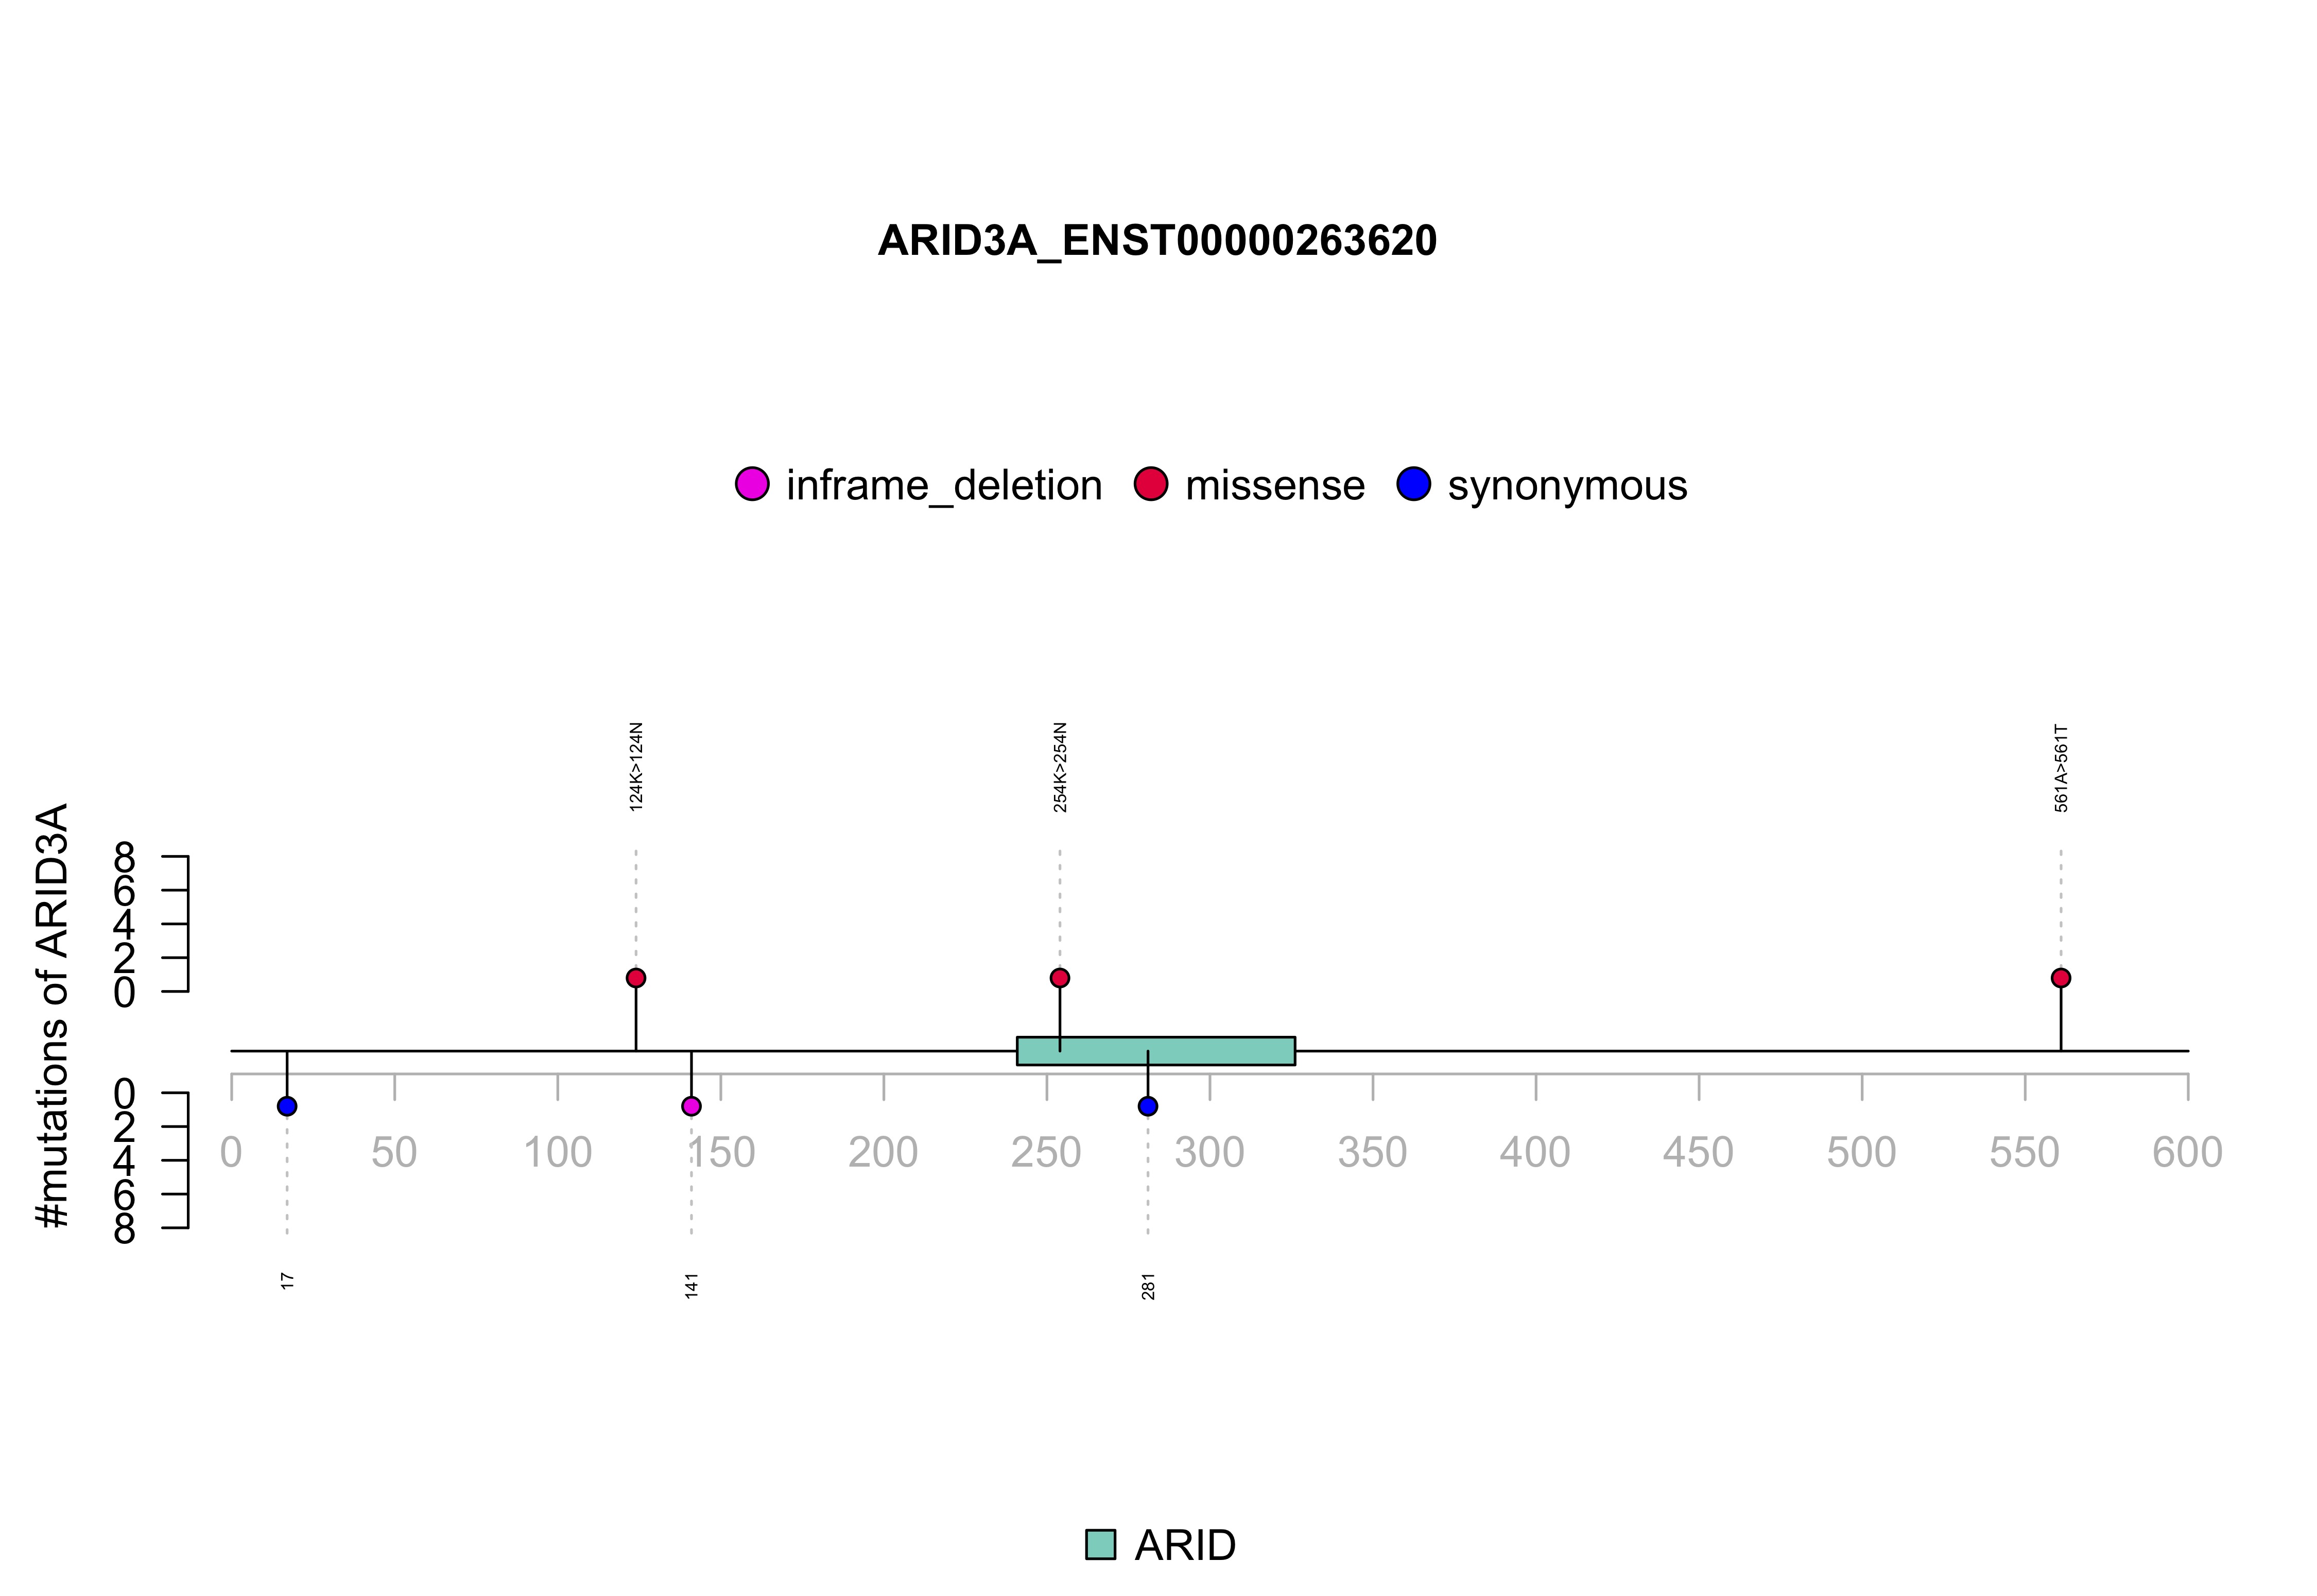 ARID3A_ENST00000263620
inframe_deletion missense synonymous
124K>124N 254K>254N 561A>561T
#mutations of ARID3A
8
6
4
2
0
0
2
4
6
8
0 50 100 150 200 250 300 350 400 450 500 550 600
17 141 281
ARID